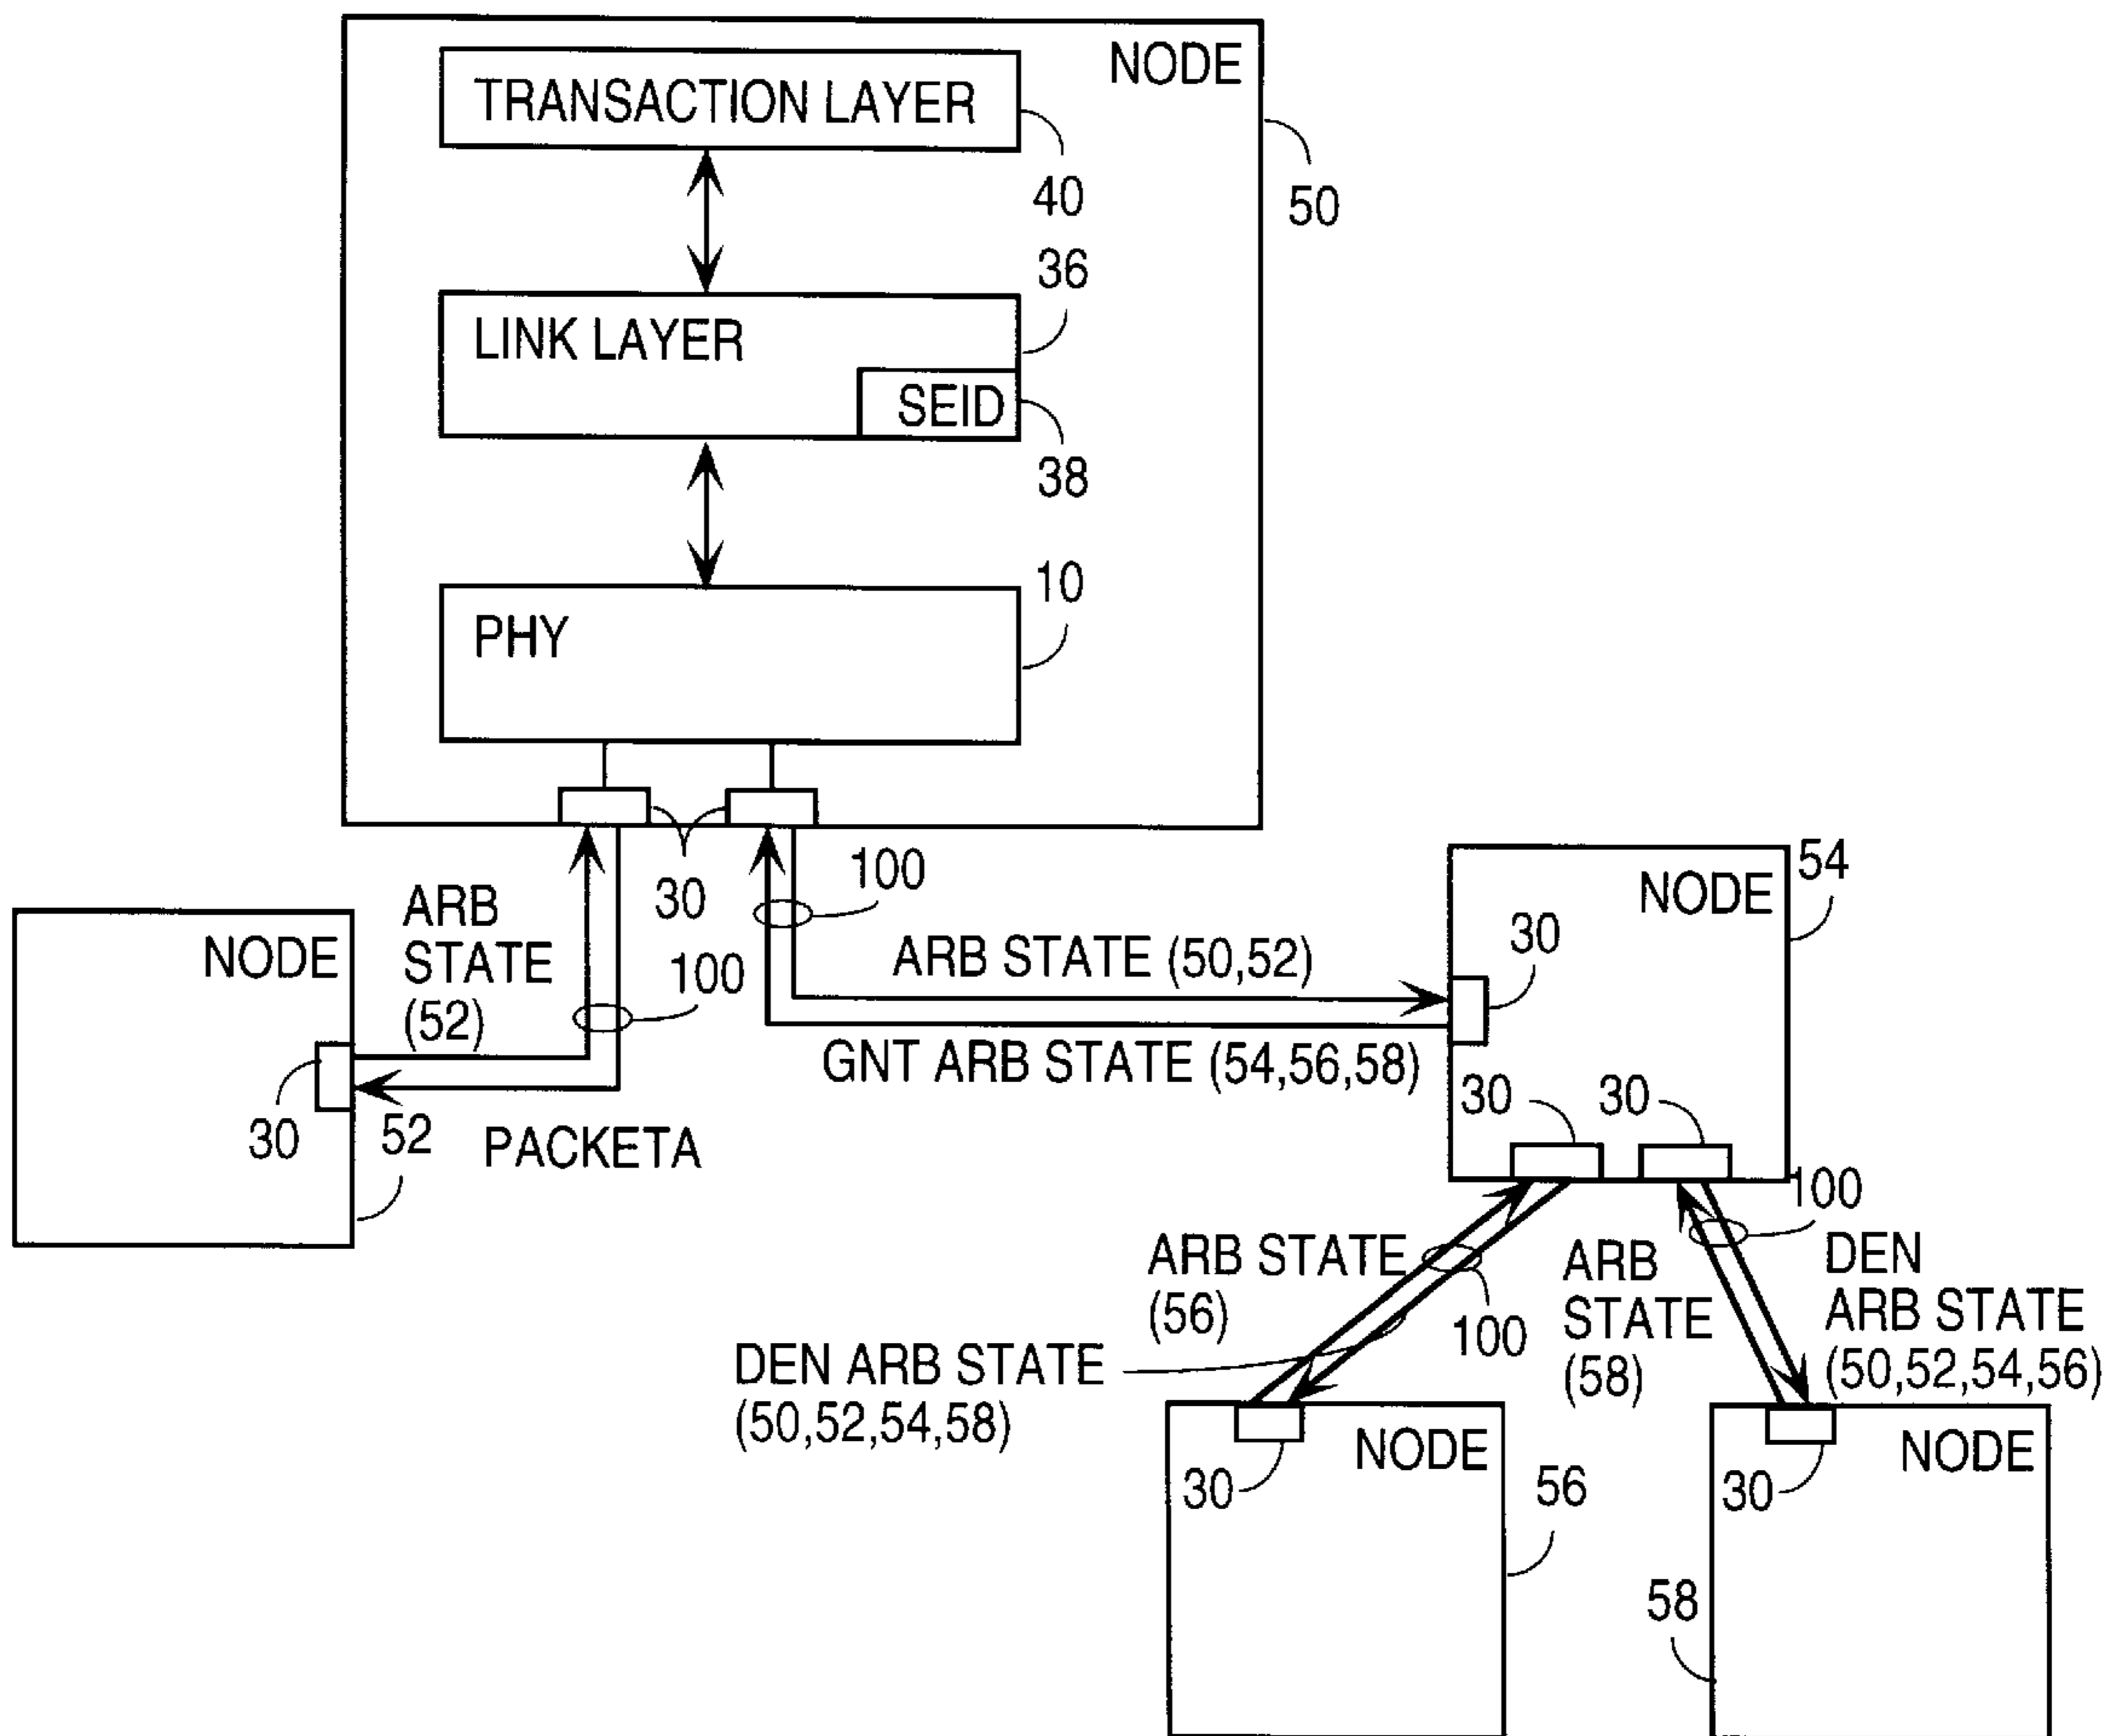 NODE
TRANSACTION LAYER
40
50
36
LINK LAYER
SEID
38
10
PHY
30
100
ARB
STATE
(52)
100
NODE
30
52
PACKETA
ARB STATE (50,52)
GNT ARB STATE (54,56,58)
54
NODE
30
30
30
100
ARB STATE
(56)
100
ARB
STATE
(58)
DEN
ARB STATE
(50,52,54,56)
DEN ARB STATE
(50,52,54,58)
NODE
30
56
NODE
30
58